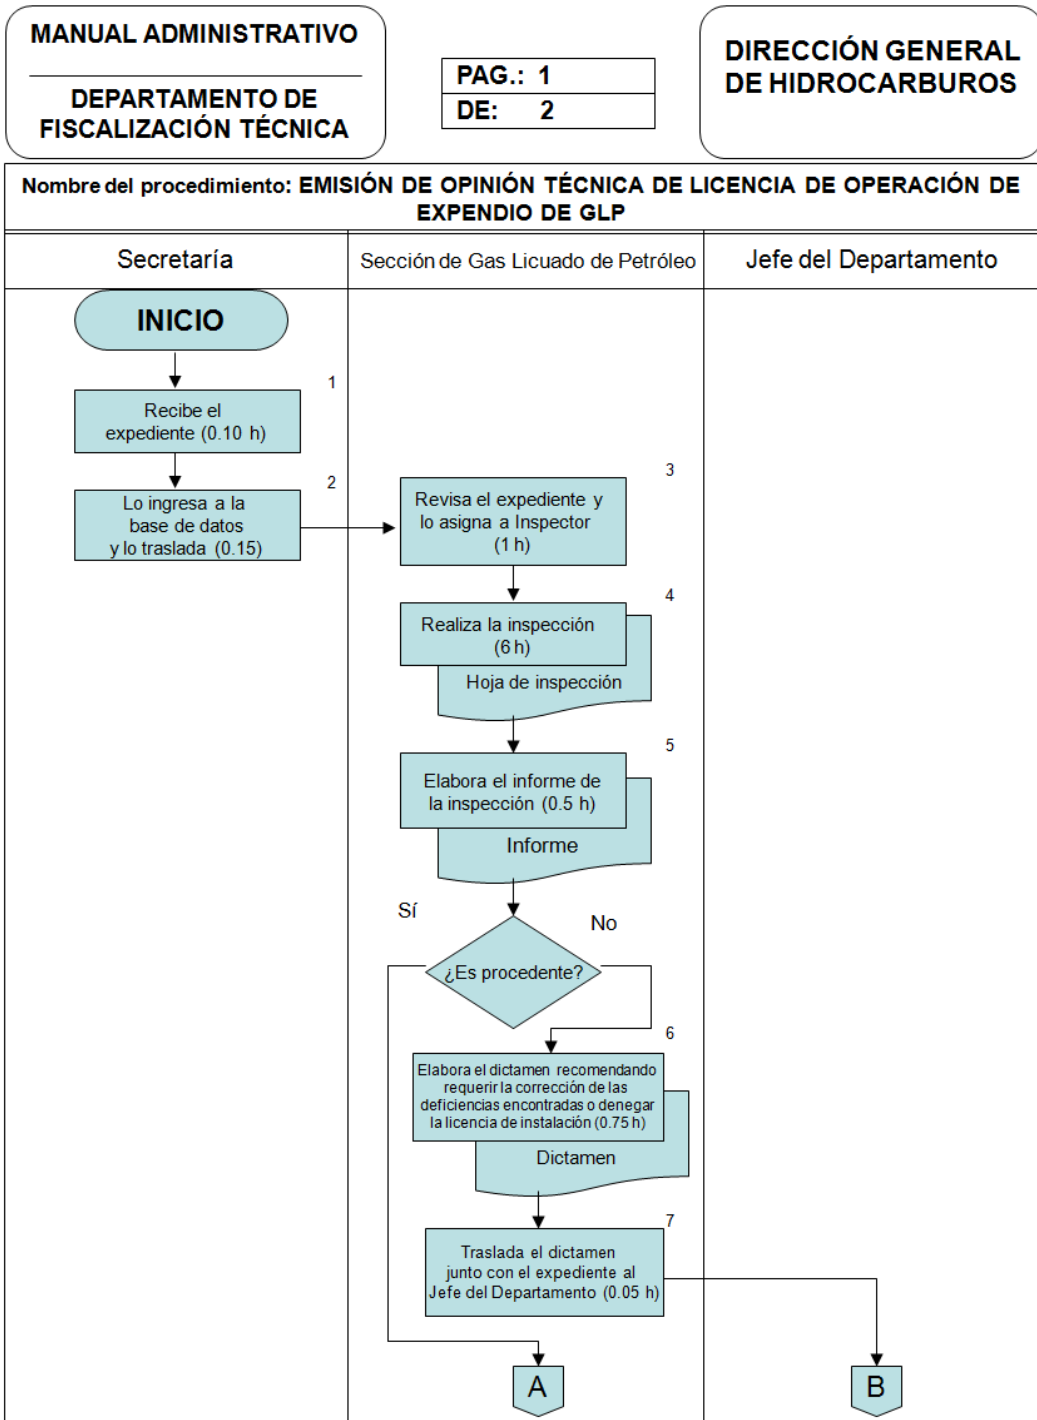 MANUAL ADMINISTRATIVO
DEPARTAMENTO DE
FISCALIZACIÓN TÉCNICA
PAG.: 1
DE: 2
DIRECCIÓN GENERAL
DE HIDROCARBUROS
Nombre del procedimiento: EMISIÓN DE OPINIÓN TÉCNICA DE LICENCIA DE OPERACIÓN DE
EXPENDIO DE GLP
Secretaría
Sección de Gas Licuado de Petróleo
Jefe del Departamento
INICIO
1
Recibe el
expediente (0.10 h)
2
Lo ingresa a la
base de datos
y lo traslada (0.15)
3
Revisa el expediente y
lo asigna a Inspector
(1 h)
4
Realiza la inspección
(6 h)
Hoja de inspección
5
Elabora el informe de
la inspección (0.5 h)
Informe
Sí
No
¿Es procedente?
6
Elabora el dictamen recomendando
requerir la corrección de las
deficiencias encontradas o denegar
la licencia de instalación (0.75 h)
Dictamen
7
Traslada el dictamen
junto con el expediente al
Jefe del Departamento (0.05 h)
A
B